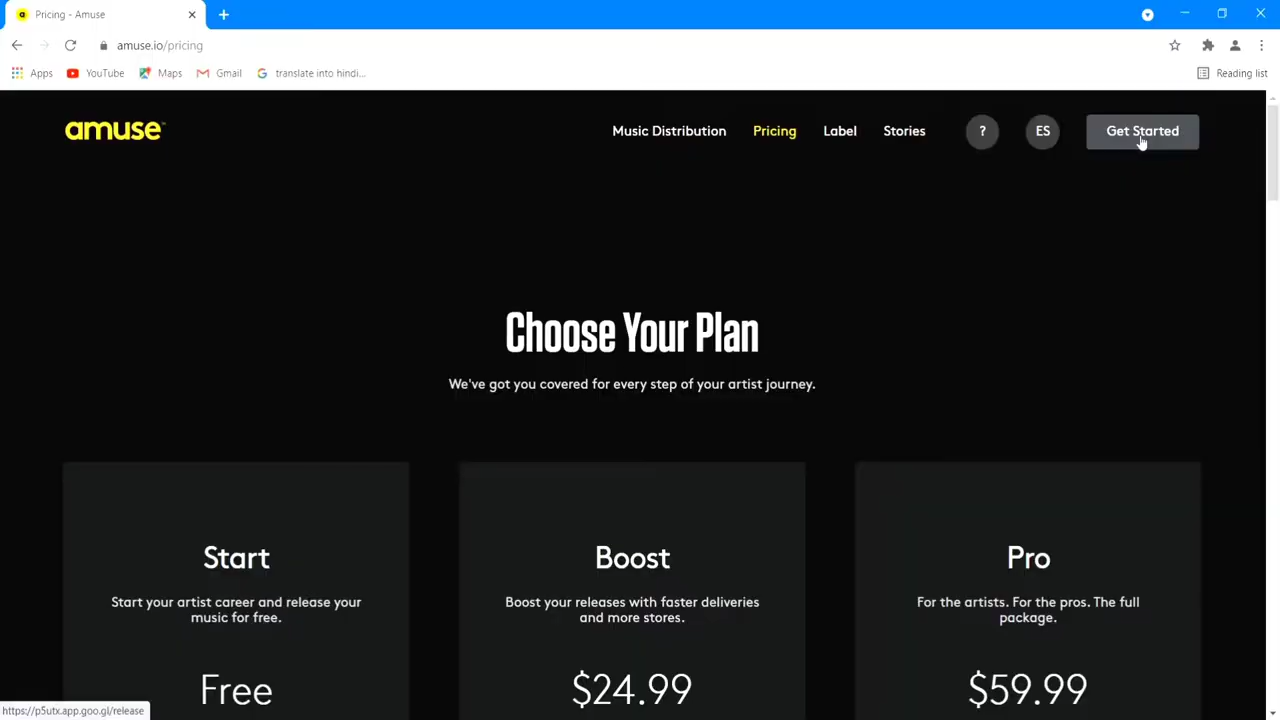 Pricing - Amuse
amuse.io/pricing
Apps YouTube Maps Gmail translate into hindi... Reading list
amuse Music Distribution Pricing Label Stories ? ES Get Started
Choose Your Plan
We've got you covered for every step of your artist journey.
Start
Start your artist career and release your
music for free.
Free
Boost
Boost your releases with faster deliveries
and more stores.
$24.99
Pro
For the artists. For the pros. The full
package.
$59.99
https://p5utx.app.goo.gl/release